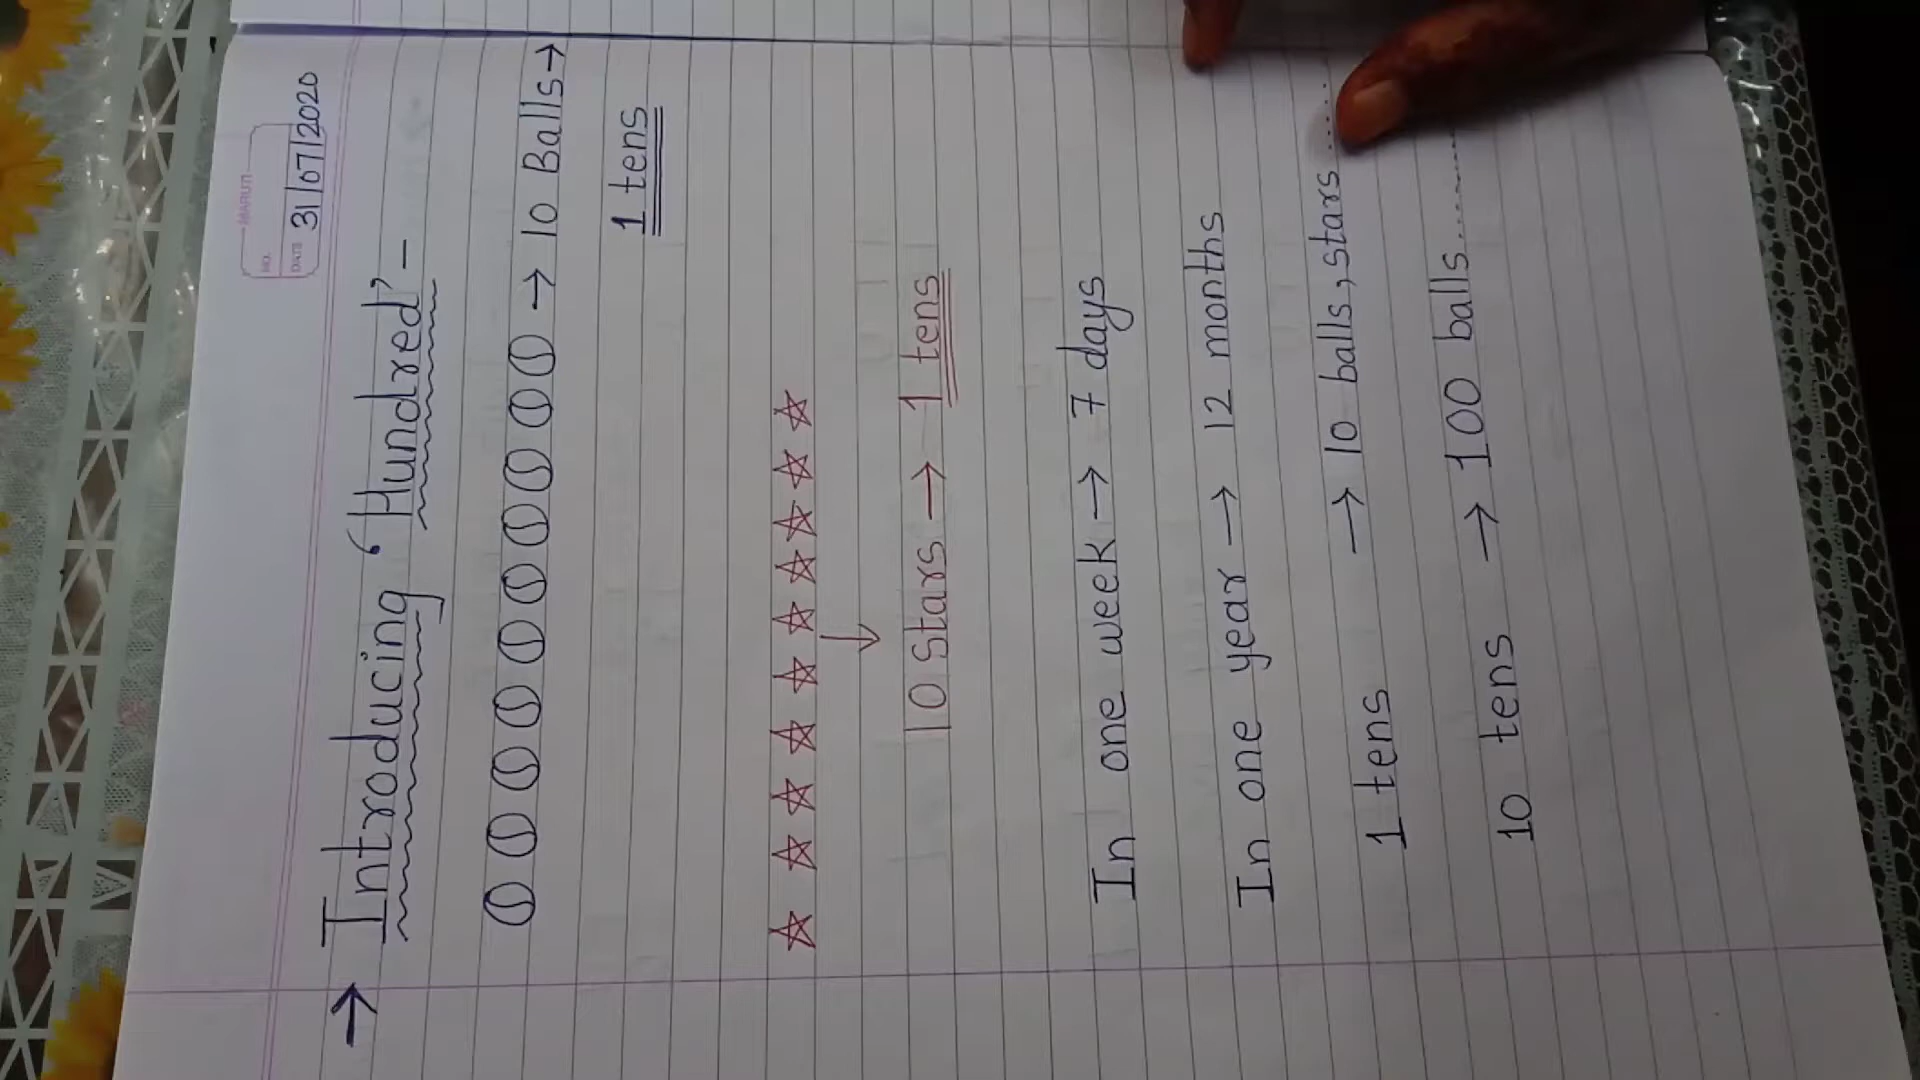 MARUTI
NO.
DATE 31/07/2020
→ Introducing ‘Hundred’ -
→ 10 Balls →
1 tens
↓
10 Stars → 1 tens
In one week → 7 days
In one year → 12 months
1 tens → 10 balls, stars.....
10 tens → 100 balls..........